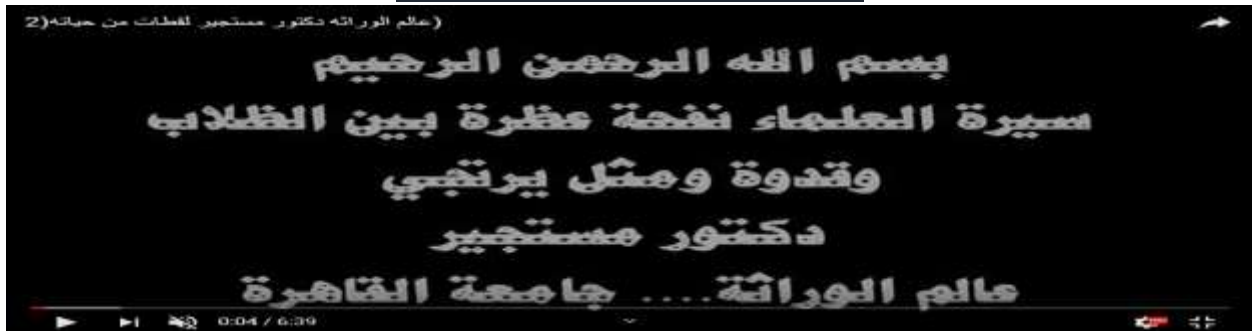 (عالم الوراثه دكتور مستجير لقطات من حياته(2
بسم الله الرحمن الرحيم
سيرة العلماء نفحة عطرة بين الطلاب
وقدوة ومثل يرتجي
دكتور مستجير
عالم الوراثة.... جامعة القاهرة
0:04 / 6:39